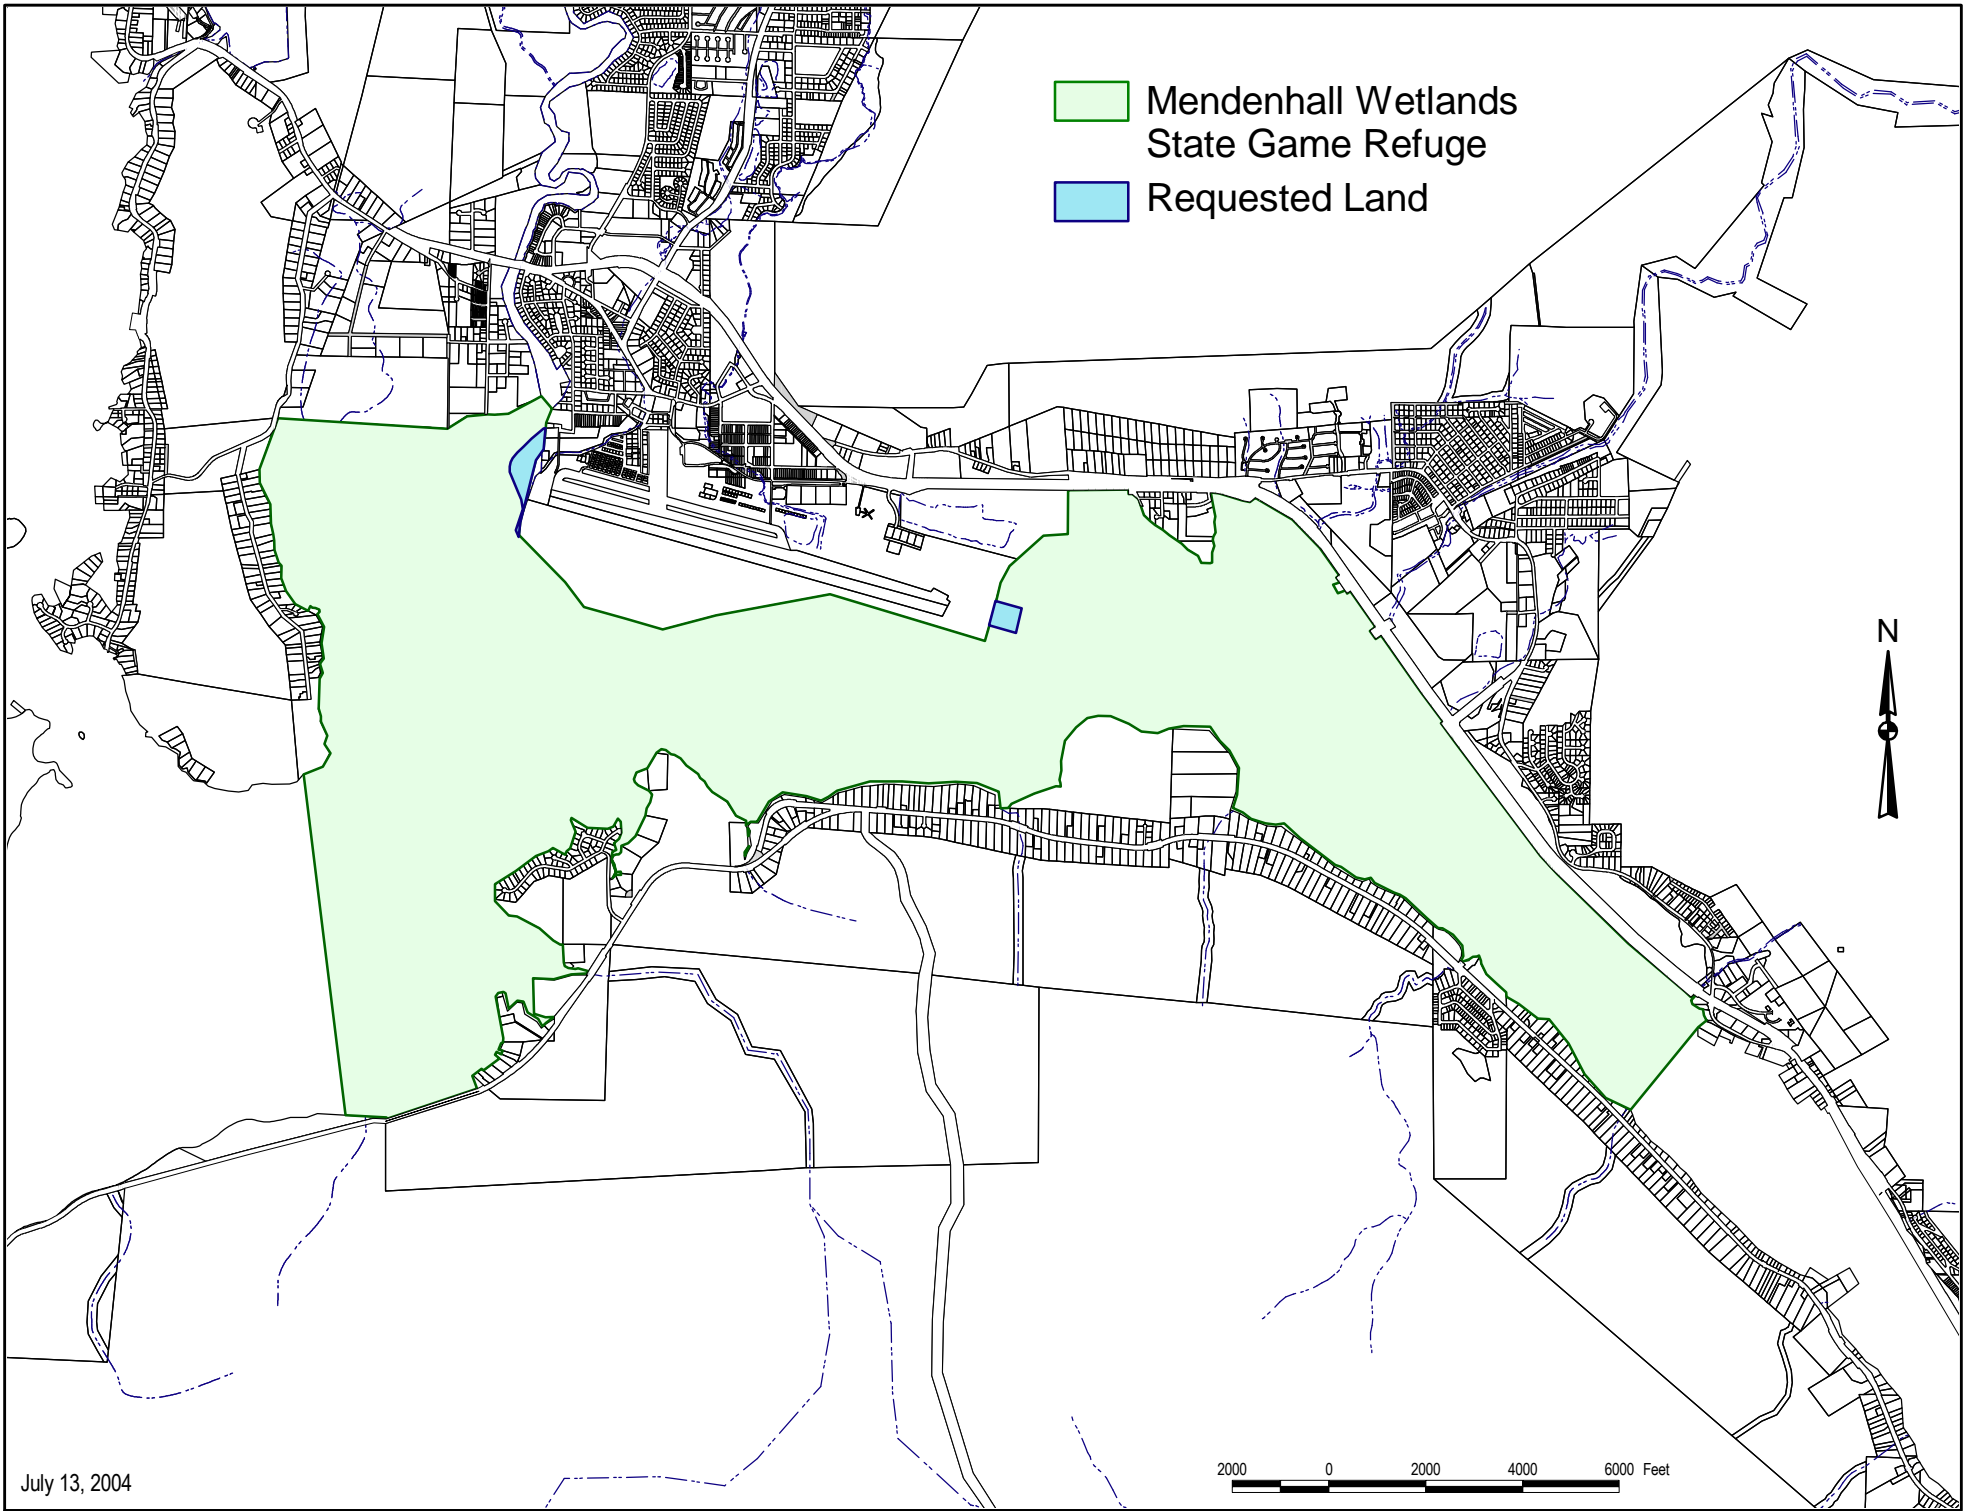 Mendenhall Wetlands
State Game Refuge
Requested Land
N
July 13, 2004
2000 0 2000 4000 6000 Feet